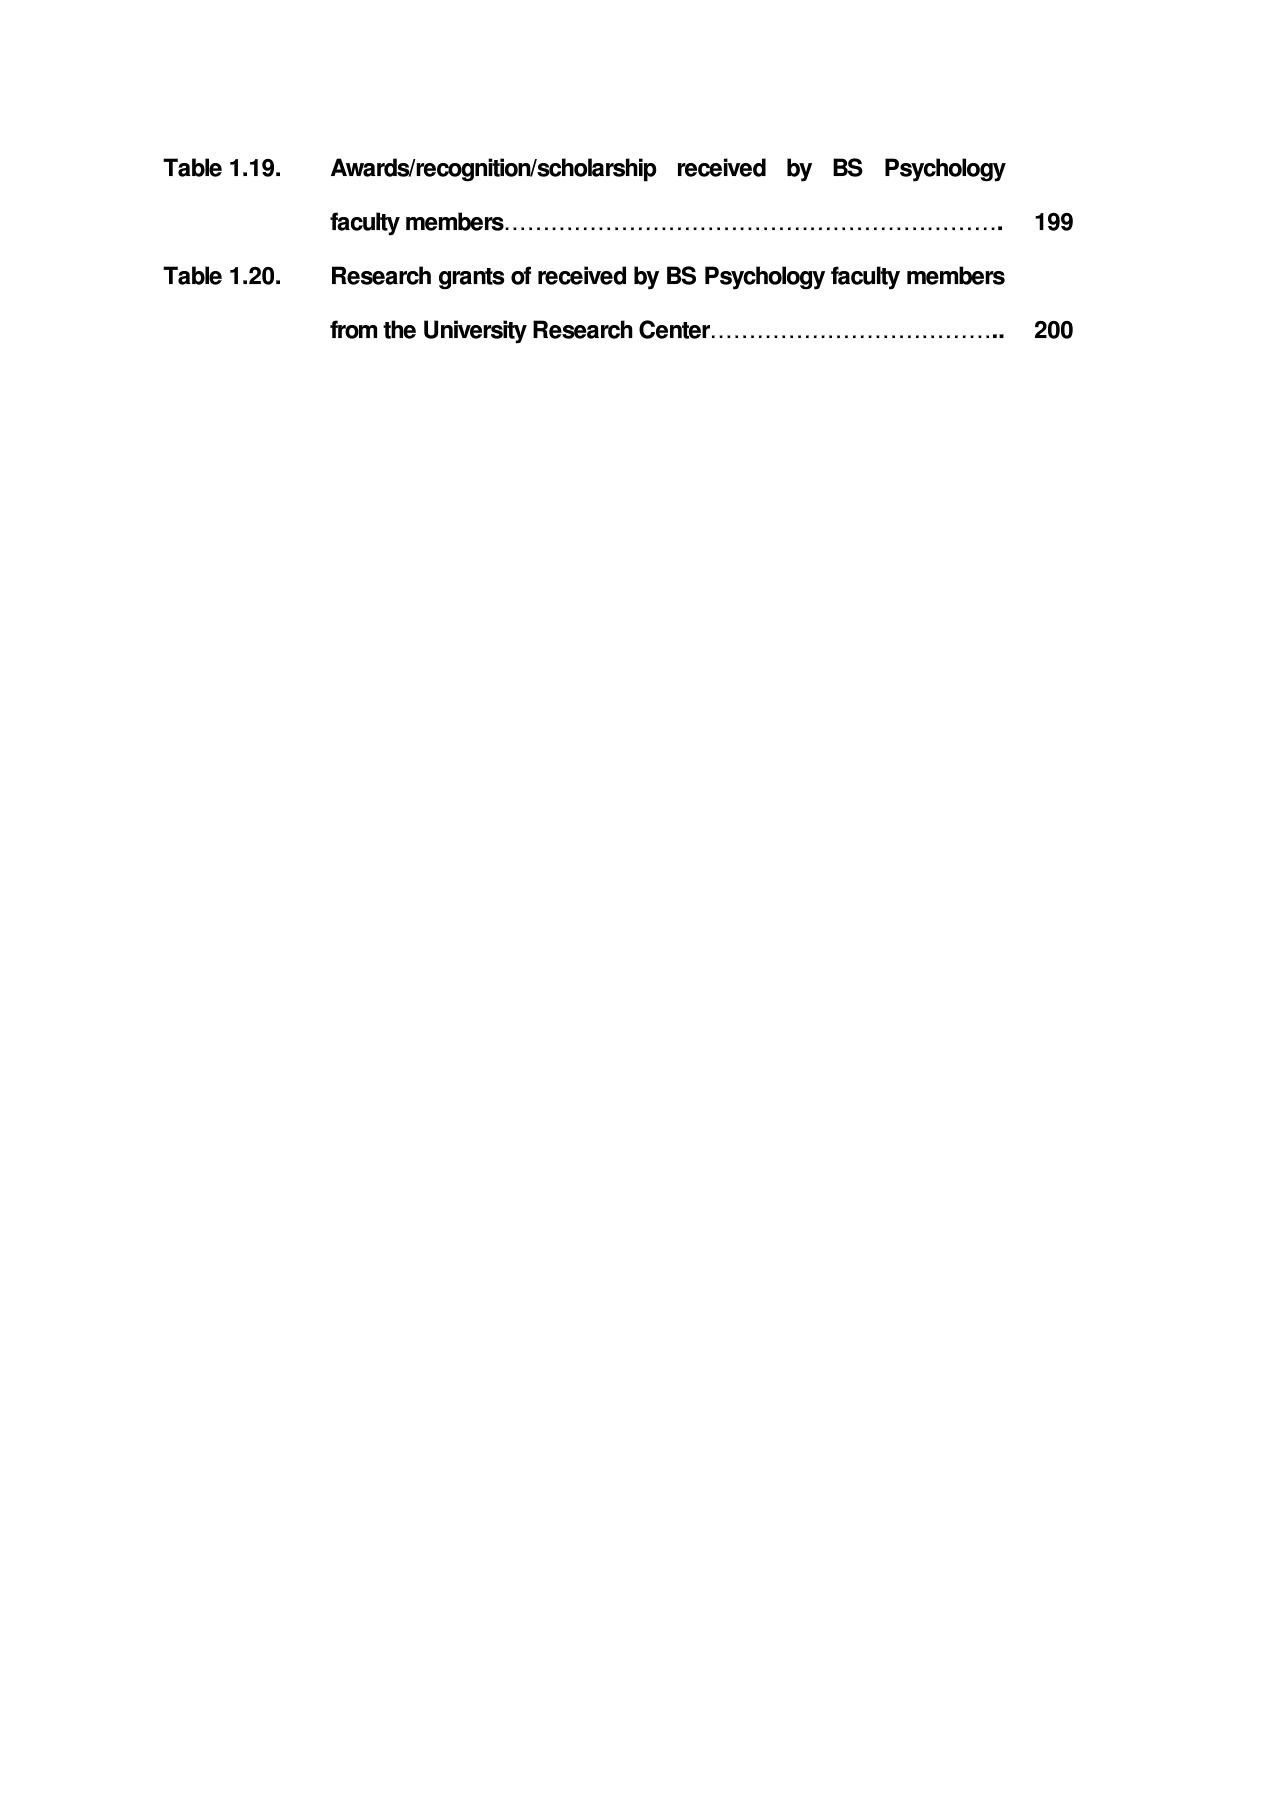 Table 1.19. Awards/recognition/scholarship received by BS Psychology
faculty members………………………………………………………. 199
Table 1.20. Research grants of received by BS Psychology faculty members
from the University Research Center……………………………….. 200